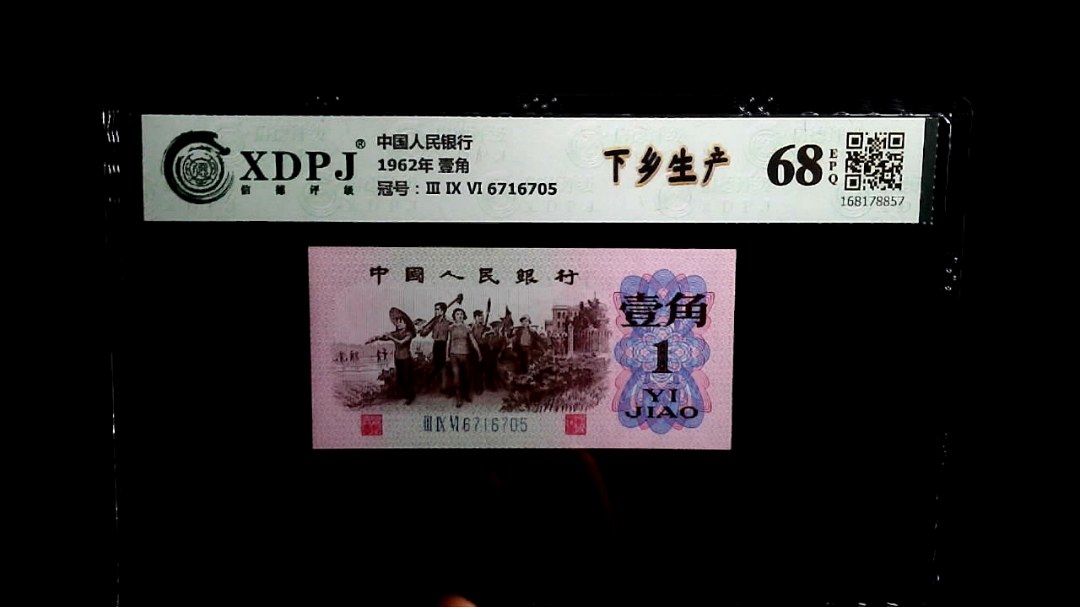 XDPJ®
信德评级
中国人民银行
1962年 壹角
冠号：Ⅲ Ⅸ Ⅵ 6716705
下乡生产
68
EPQ
168178857
中國人民銀行
壹角
1
YI
JIAO
Ⅲ Ⅸ Ⅵ 6716705